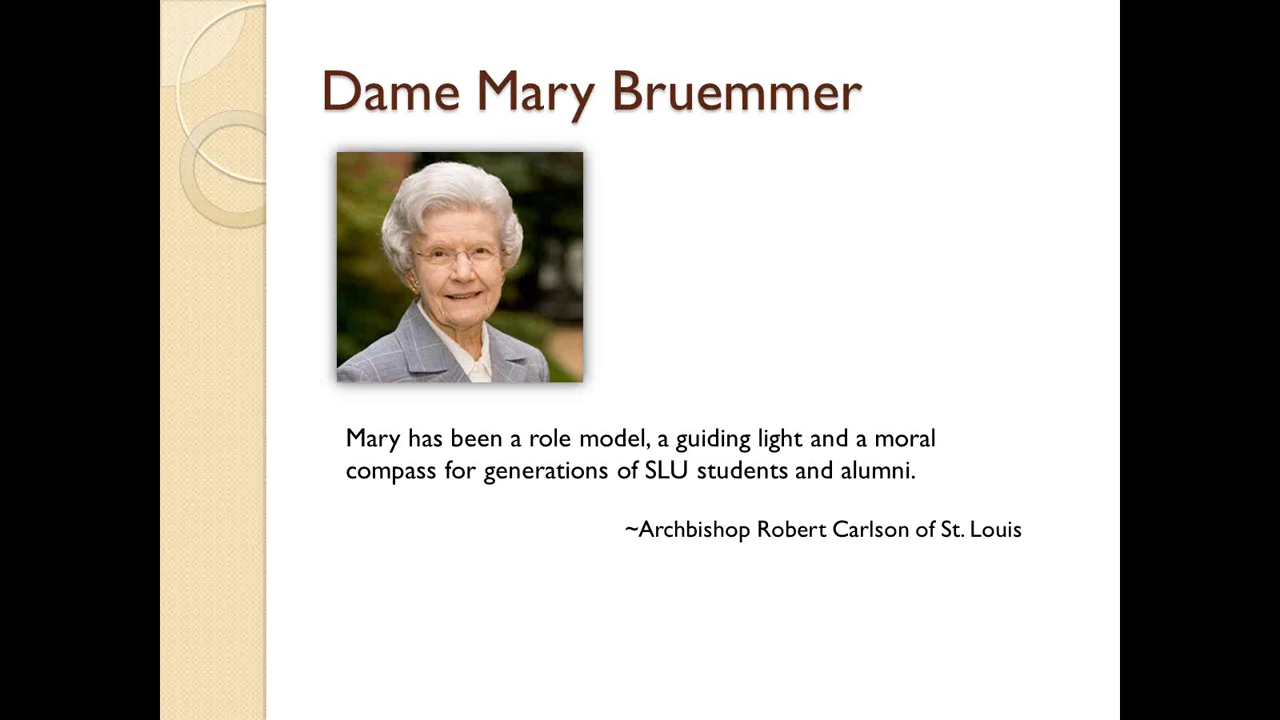 Dame Mary Bruemmer
Mary has been a role model, a guiding light and a moral
compass for generations of SLU students and alumni.
~Archbishop Robert Carlson of St. Louis